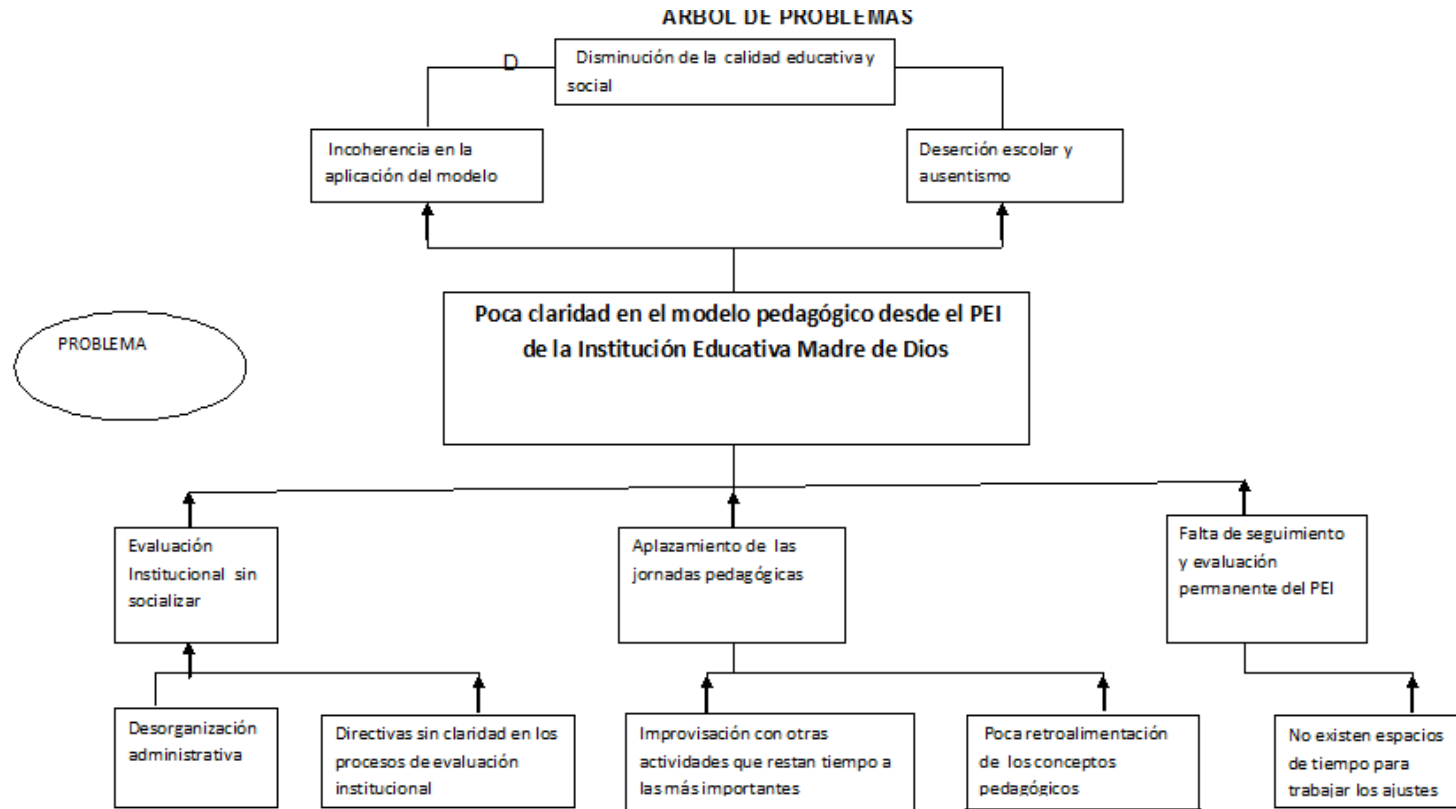 ARBOL DE PROBLEMAS
D
Disminución de la calidad educativa y
social
Incoherencia en la
aplicación del modelo
Deserción escolar y
ausentismo
Poca claridad en el modelo pedagógico desde el PEI
de la Institución Educativa Madre de Dios
PROBLEMA
Evaluación
Institucional sin
socializar
Aplazamiento de las
jornadas pedagógicas
Falta de seguimiento
y evaluación
permanente del PEI
Desorganización
administrativa
Directivas sin claridad en los
procesos de evaluación
institucional
Improvisación con otras
actividades que restan tiempo a
las más importantes
Poca retroalimentación
de los conceptos
pedagógicos
No existen espacios
de tiempo para
trabajar los ajustes